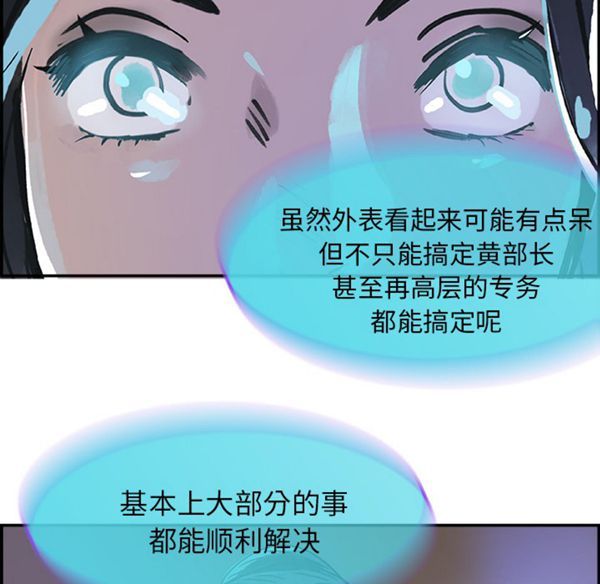 虽然外表看起来可能有点呆
但不只能搞定黄部长
甚至再高层的专务
都能搞定呢
基本上大部分的事
都能顺利解决